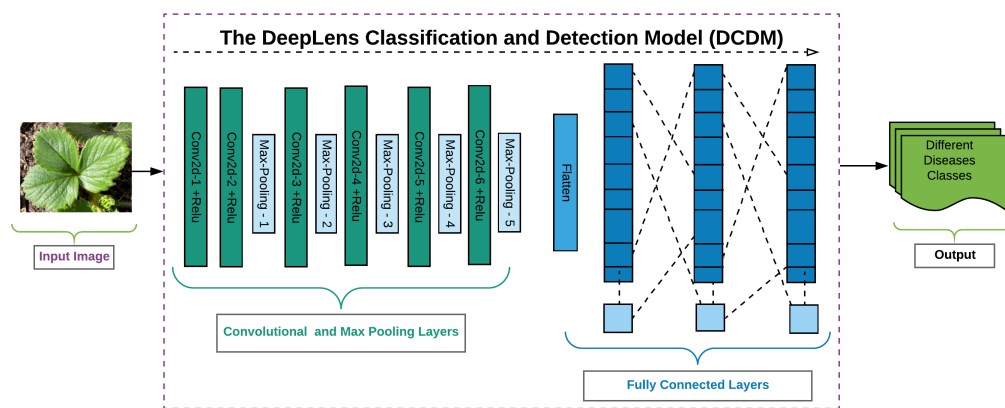 The DeepLens Classification and Detection Model (DCDM)
Conv2d-1 +Relu
Conv2d-2 +Relu
Max-Pooling - 1
Conv2d-3 +Relu
Max-Pooling - 2
Conv2d-4 +Relu
Max-Pooling - 3
Conv2d-5 +Relu
Max-Pooling - 4
Conv2d-6 +Relu
Max-Pooling - 5
Flatten
Different
Diseases
Classes
Input Image
Output
Convolutional and Max Pooling Layers
Fully Connected Layers